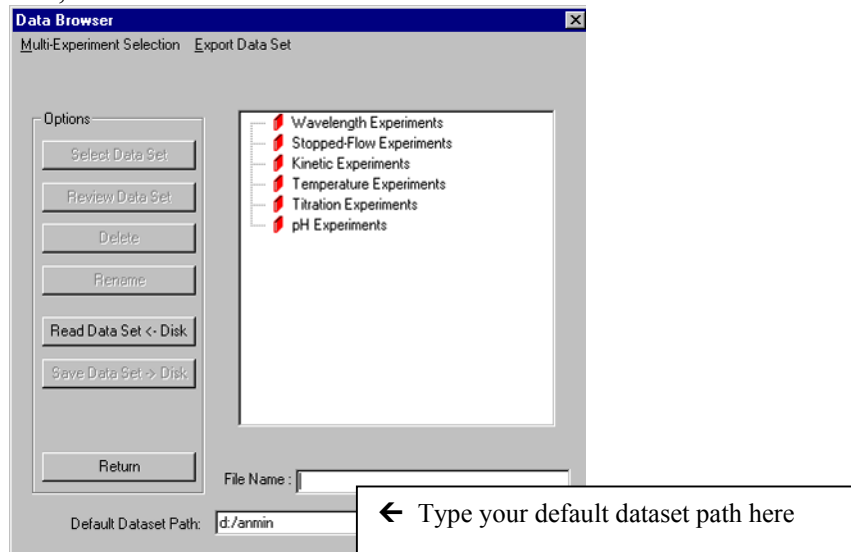 Data Browser
Multi-Experiment Selection Export Data Set
Options
Select Data Set
Review Data Set
Delete
Rename
Read Data Set <- Disk
Save Data Set -> Disk
Return
Wavelength Experiments
Stopped-Flow Experiments
Kinetic Experiments
Temperature Experiments
Titration Experiments
pH Experiments
File Name :
Default Dataset Path: d:/anmin
← Type your default dataset path here